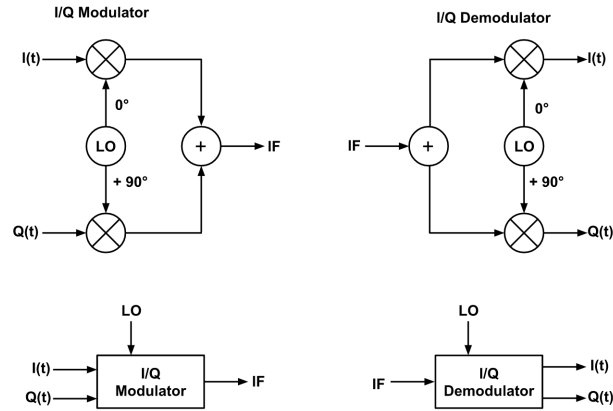 I/Q Modulator
I(t)
0°
LO
+
IF
+ 90°
Q(t)
I/Q Demodulator
I(t)
0°
IF
+
LO
+ 90°
Q(t)
LO
I(t)
Q(t)
I/Q
Modulator
IF
LO
IF
I/Q
Demodulator
I(t)
Q(t)